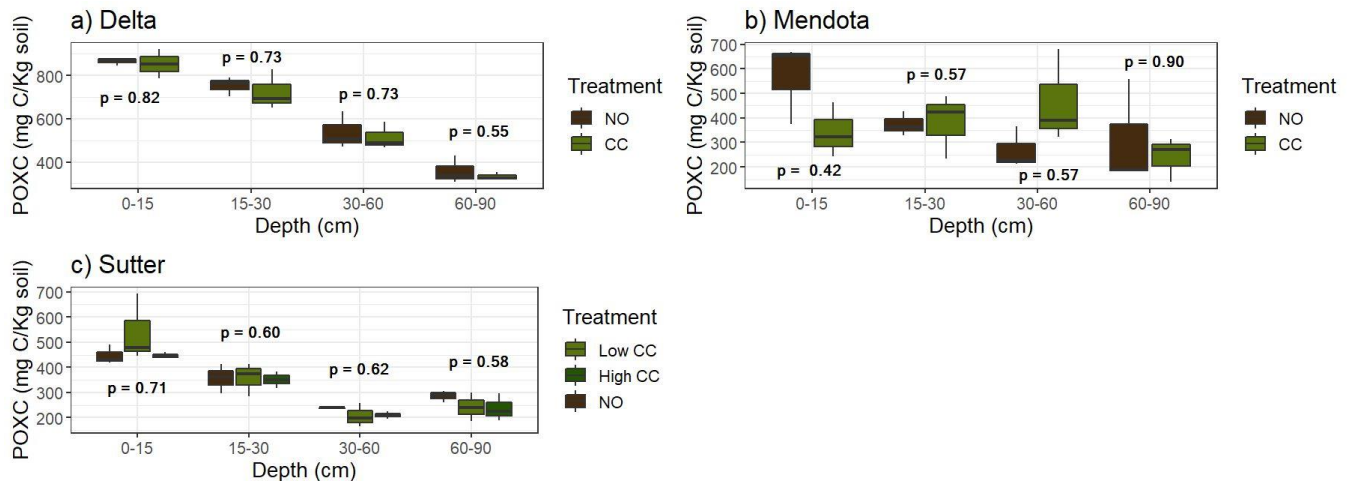 a) Delta
POXC (mg C/Kg soil)
800
600
400
p = 0.82
p = 0.73
p = 0.73
p = 0.55
0-15 15-30 30-60 60-90
Depth (cm)
Treatment
NO
CC
b) Mendota
POXC (mg C/Kg soil)
700
600
500
400
300
200
p = 0.42
p = 0.57
p = 0.57
p = 0.90
0-15 15-30 30-60 60-90
Depth (cm)
Treatment
NO
CC
c) Sutter
POXC (mg C/Kg soil)
700
600
500
400
300
200
p = 0.71
p = 0.60
p = 0.62
p = 0.58
0-15 15-30 30-60 60-90
Depth (cm)
Treatment
Low CC
High CC
NO